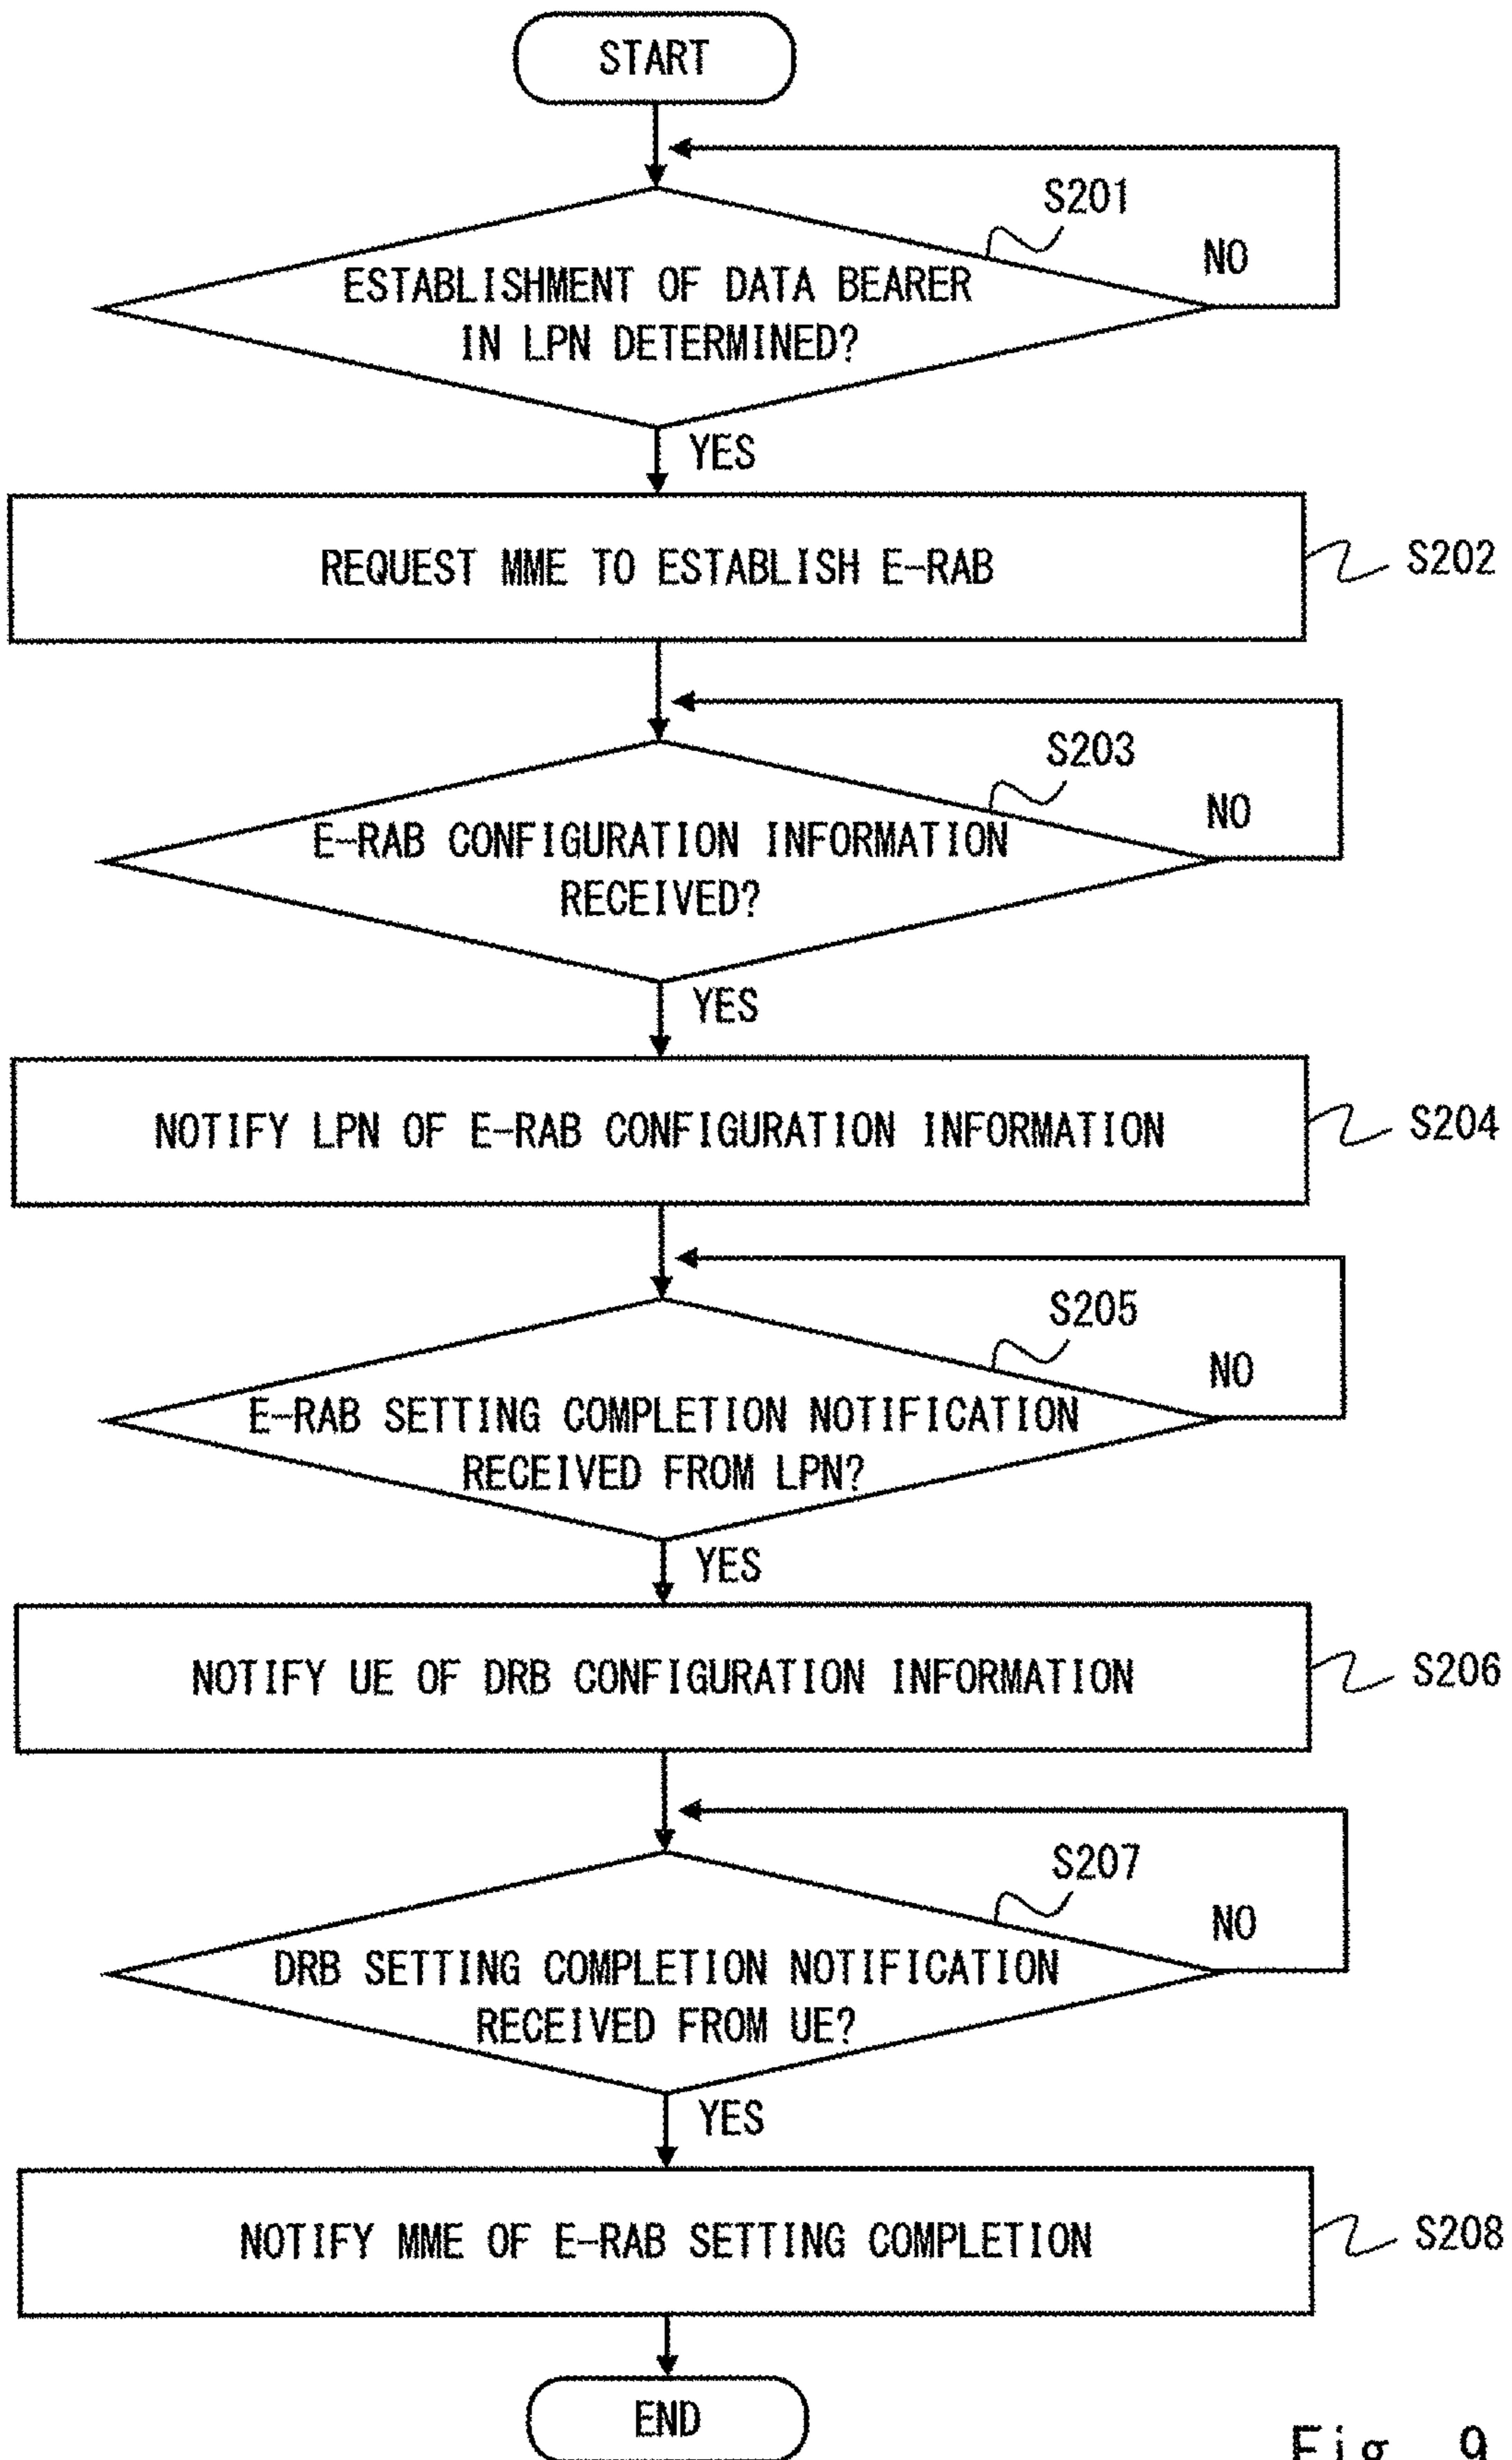 START
S201
NO
ESTABLISHMENT OF DATA BEARER
IN LPN DETERMINED?
YES
REQUEST MME TO ESTABLISH E-RAB
S202
S203
NO
E-RAB CONFIGURATION INFORMATION
RECEIVED?
YES
NOTIFY LPN OF E-RAB CONFIGURATION INFORMATION
S204
S205
NO
E-RAB SETTING COMPLETION NOTIFICATION
RECEIVED FROM LPN?
YES
NOTIFY UE OF DRB CONFIGURATION INFORMATION
S206
S207
NO
DRB SETTING COMPLETION NOTIFICATION
RECEIVED FROM UE?
YES
NOTIFY MME OF E-RAB SETTING COMPLETION
S208
END
Fig. 9